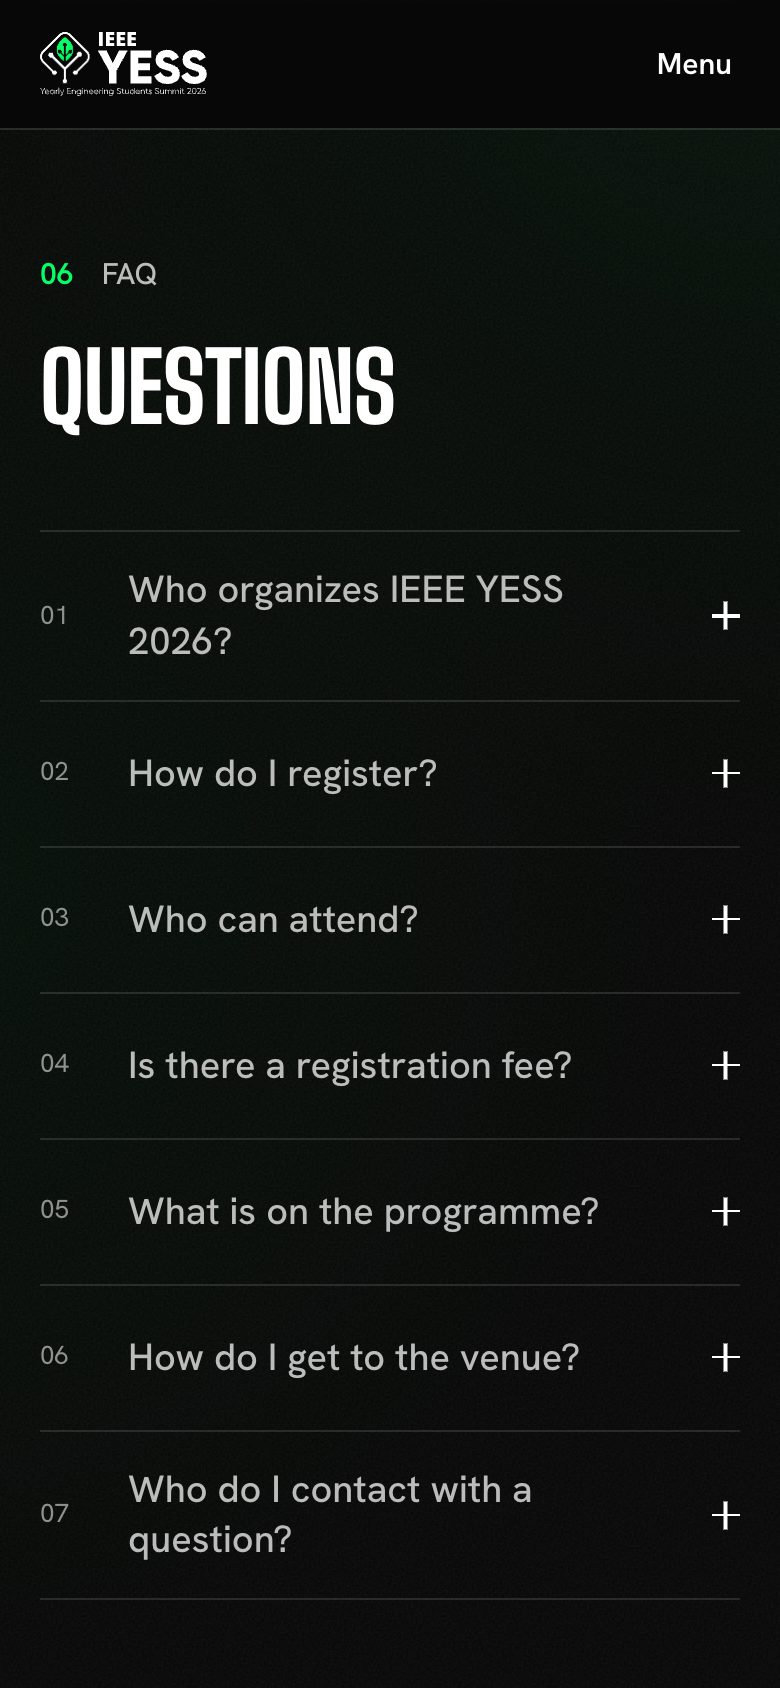 IEEE
YESS
Yearly Engineering Students Summit 2026
Menu
06 FAQ
QUESTIONS
01 Who organizes IEEE YESS
2026?
02 How do I register?
03 Who can attend?
04 Is there a registration fee?
05 What is on the programme?
06 How do I get to the venue?
07 Who do I contact with a
question?